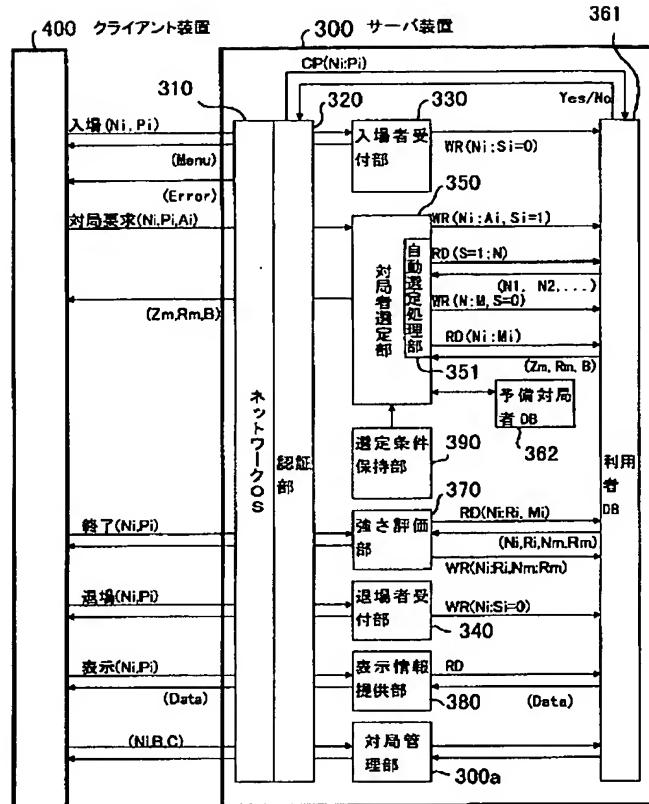 400 クライアント装置
300 サーバ装置
361
CP(Ni:Pi)
310
320
330
Yes/No
入場(Ni,Pi)
入場者受
付部
WR(Ni:Si=0)
(Menu)
(Error)
350
対局要求(Ni,Pi,Ai)
WR(Ni:Ai,Si=1)
対局者選定部
自動選定処理部
RD(S=1:N)
(N1, N2,....)
WR(N:M,S=0)
(Zm,Rm,B)
RD(Ni:Mi)
351
(Zm,Rm,B)
予備対局
者DB
362
ネットワークOS
認証
部
選定条件
保持部
390
利用
者
DB
370
終了(Ni,Pi)
強さ評価
部
RD(Ni:Ri, Mi)
(Ni,Ri,Nm,Rm)
WR(Ni:Ri,Nm:Rm)
退場(Ni,Pi)
退場者受
付部
WR(Ni:Si=0)
340
表示(Ni,Pi)
表示情報
提供部
RD
(Data)
380
(Data)
(Ni,B,C)
対局管
理部
300a